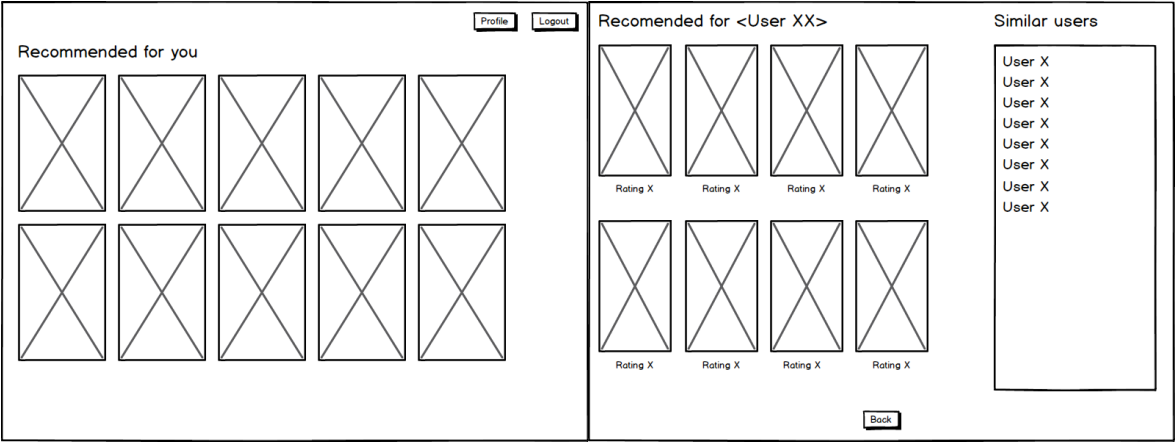 Profile
Logout
Recommended for you
Recomended for <User XX>
Rating X
Rating X
Rating X
Rating X
Rating X
Rating X
Rating X
Rating X
Back
Similar users
User X
User X
User X
User X
User X
User X
User X
User X